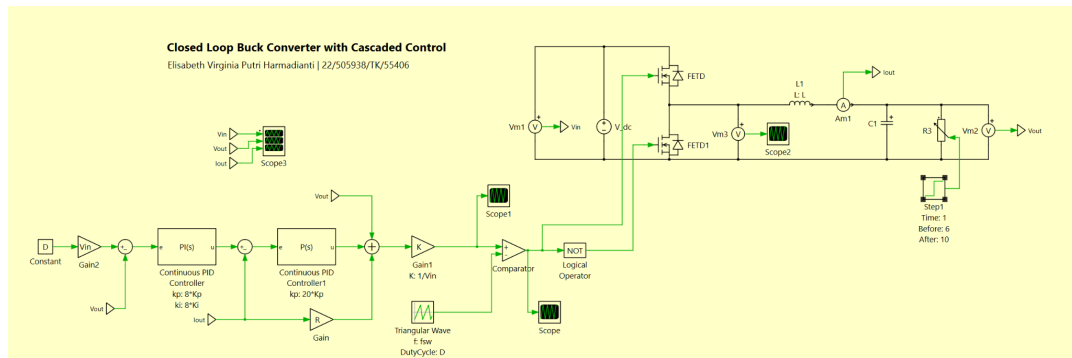 Closed Loop Buck Converter with Cascaded Control
Elisabeth Virginia Putri Harmadianti | 22/505938/TK/55406
FETD
L1
L: L
Iout
Am1
Vm1
V
Vin
V_dc
Vm3
V
Scope2
A
C1
R3
Vm2
V
Vout
FETD1
Step1
Time: 1
Before: 6
After: 10
Vin
Vout
Iout
Scope3
Vout
Scope1
D
Constant
Vin
Gain2
e
PI(s)
u
Continuous PID
Controller
kp: 8*Kp
ki: 8*Ki
e
P(s)
u
Continuous PID
Controller1
kp: 20*Kp
K
Gain1
K: 1/Vin
Comparator
NOT
Logical
Operator
Vout
Iout
R
Gain
Triangular Wave
f: fsw
DutyCycle: D
Scope